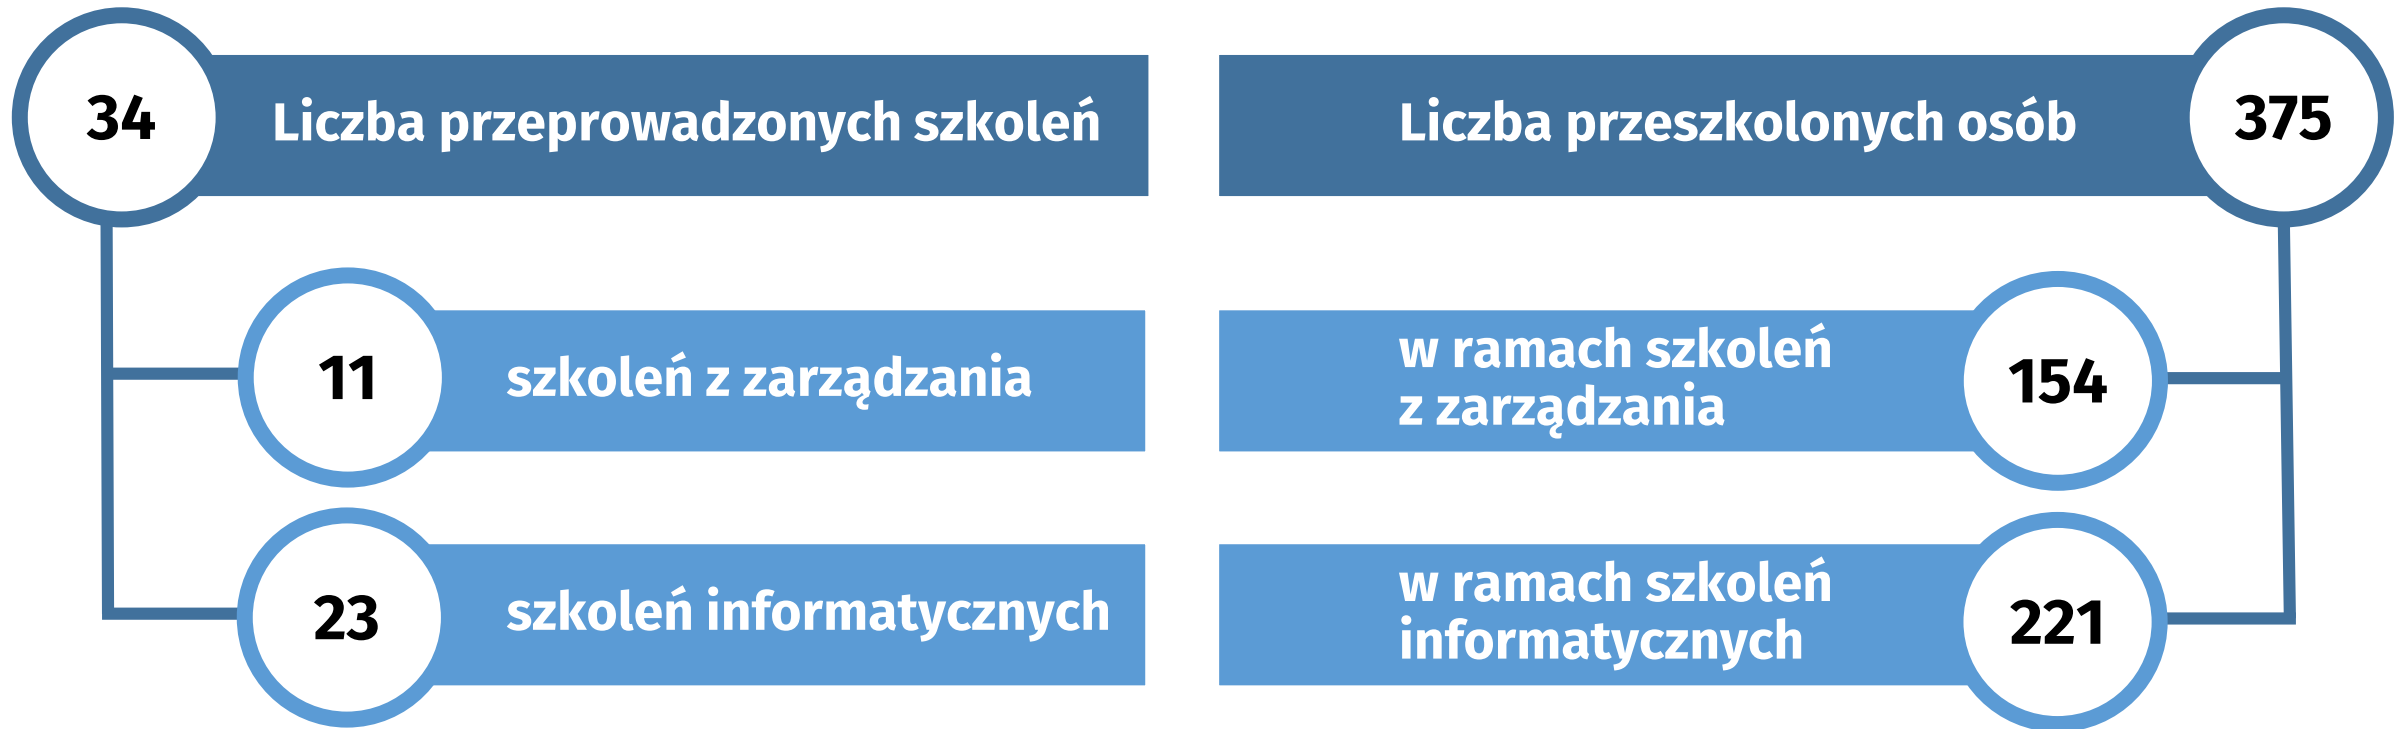 34
Liczba przeprowadzonych szkoleń
11
szkoleń z zarządzania
23
szkoleń informatycznych
Liczba przeszkolonych osób
375
w ramach szkoleń
z zarządzania
154
w ramach szkoleń
informatycznych
221